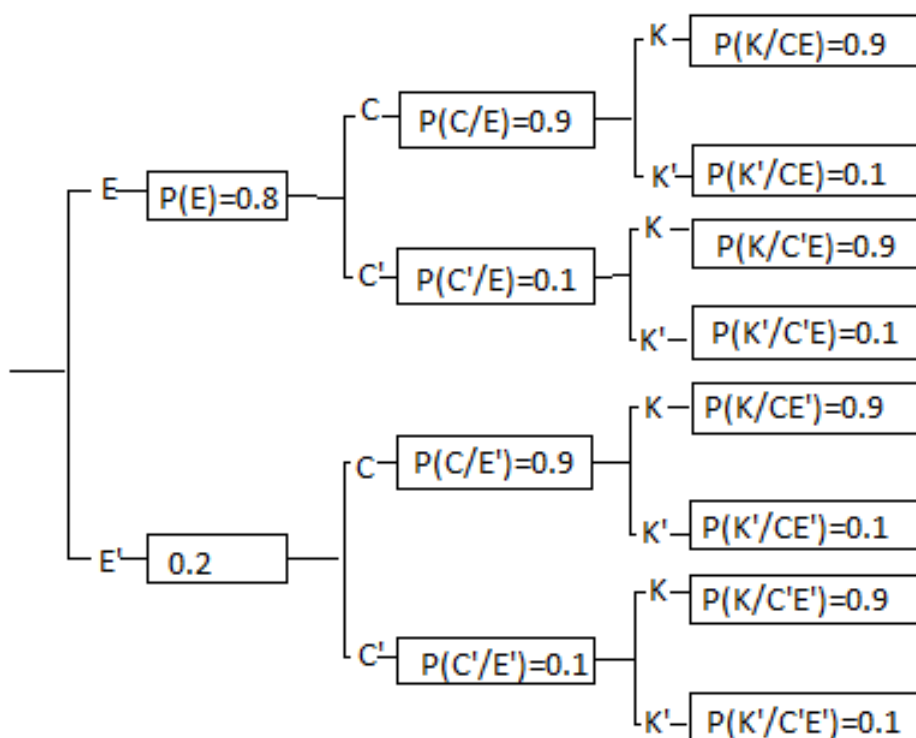 K P(K/CE)=0.9
C P(C/E)=0.9
K' P(K'/CE)=0.1
E P(E)=0.8
K P(K/C'E)=0.9
C' P(C'/E)=0.1
K' P(K'/C'E)=0.1
K P(K/CE')=0.9
C P(C/E')=0.9
K' P(K'/CE')=0.1
E' 0.2
K P(K/C'E')=0.9
C' P(C'/E')=0.1
K' P(K'/C'E')=0.1